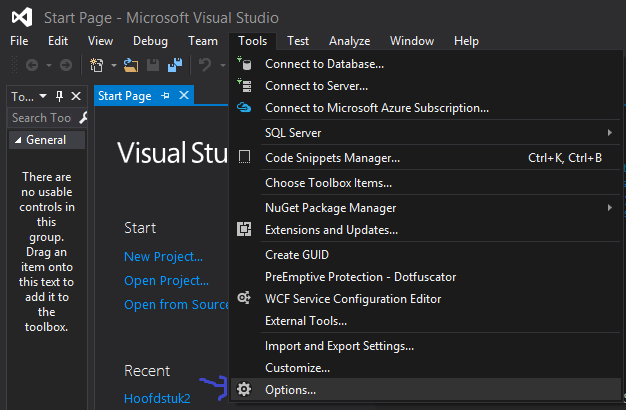 Start Page - Microsoft Visual Studio
File Edit View Debug Team Tools Test Analyze Window Help
To...
Start Page
Search Too
General
There are
no usable
controls in
this
group.
Drag an
item onto
this text to
add it to
the
toolbox.
Visual Stu
Start
New Project...
Open Project...
Open from Source
Recent
Hoofdstuk2
Connect to Database...
Connect to Server...
Connect to Microsoft Azure Subscription...
SQL Server
Code Snippets Manager... Ctrl+K, Ctrl+B
Choose Toolbox Items...
NuGet Package Manager
Extensions and Updates...
Create GUID
PreEmptive Protection - Dotfuscator
WCF Service Configuration Editor
External Tools...
Import and Export Settings...
Customize...
Options...